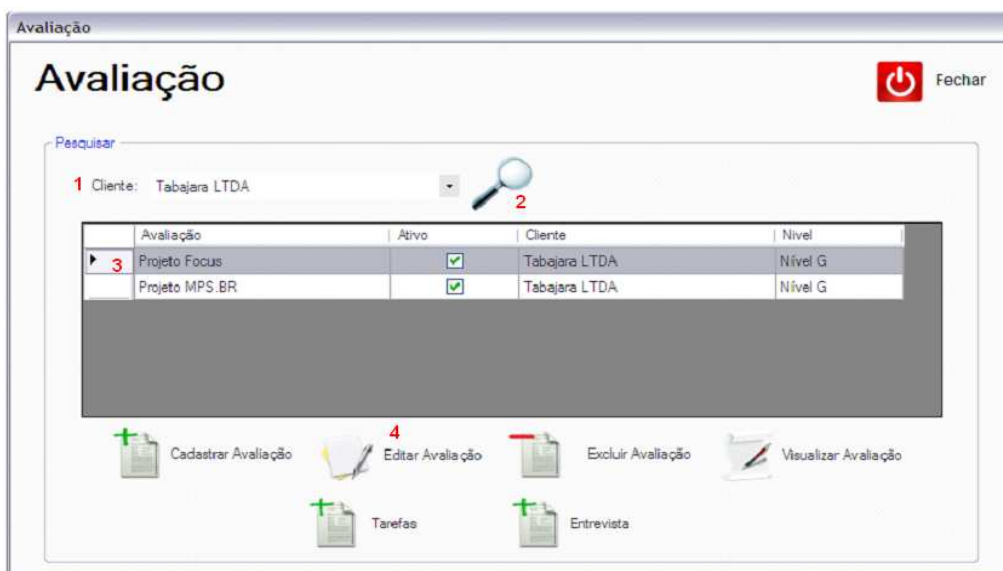 Avaliação
Avaliação
Fechar
Pesquisar
1 Cliente: Tabajara LTDA
2
Avaliação Ativo Cliente Nivel
3 Projeto Focus Tabajara LTDA Nível G
Projeto MPS.BR Tabajara LTDA Nível G
4
Cadastrar Avaliação Editar Avaliação Excluir Avaliação Visualizar Avaliação
Tarefas Entrevista